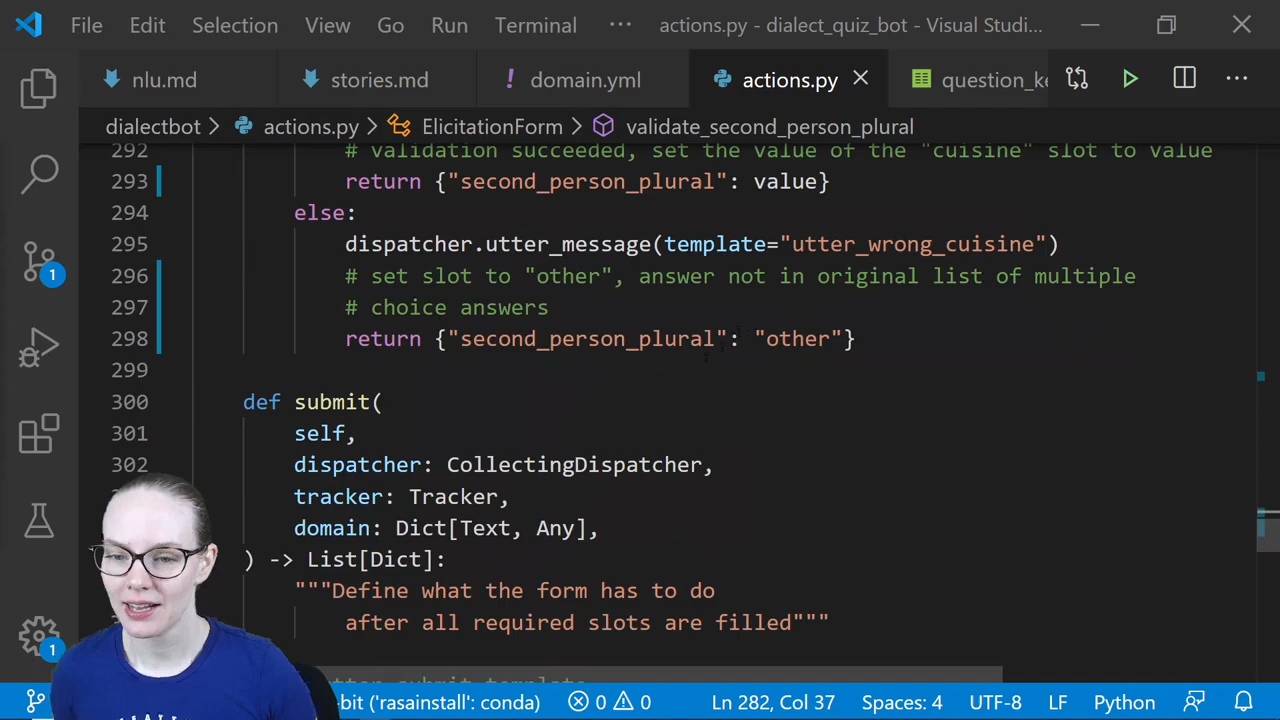 File Edit Selection View Go Run Terminal ··· actions.py - dialect_quiz_bot - Visual Studi...
nlu.md stories.md ! domain.yml actions.py question_ke
dialectbot > actions.py > ElicitationForm > validate_second_person_plural
292 # validation succeeded, set the value of the "cuisine" slot to value
293 return {"second_person_plural": value}
294 else:
295 dispatcher.utter_message(template="utter_wrong_cuisine")
296 # set slot to "other", answer not in original list of multiple
297 # choice answers
298 return {"second_person_plural": "other"}
299
300 def submit(
301 self,
302 dispatcher: CollectingDispatcher,
tracker: Tracker,
domain: Dict[Text, Any],
) -> List[Dict]:
"""Define what the form has to do
after all required slots are filled"""
1
1
-bit ('rasainstall': conda) 0 0 Ln 282, Col 37 Spaces: 4 UTF-8 LF Python